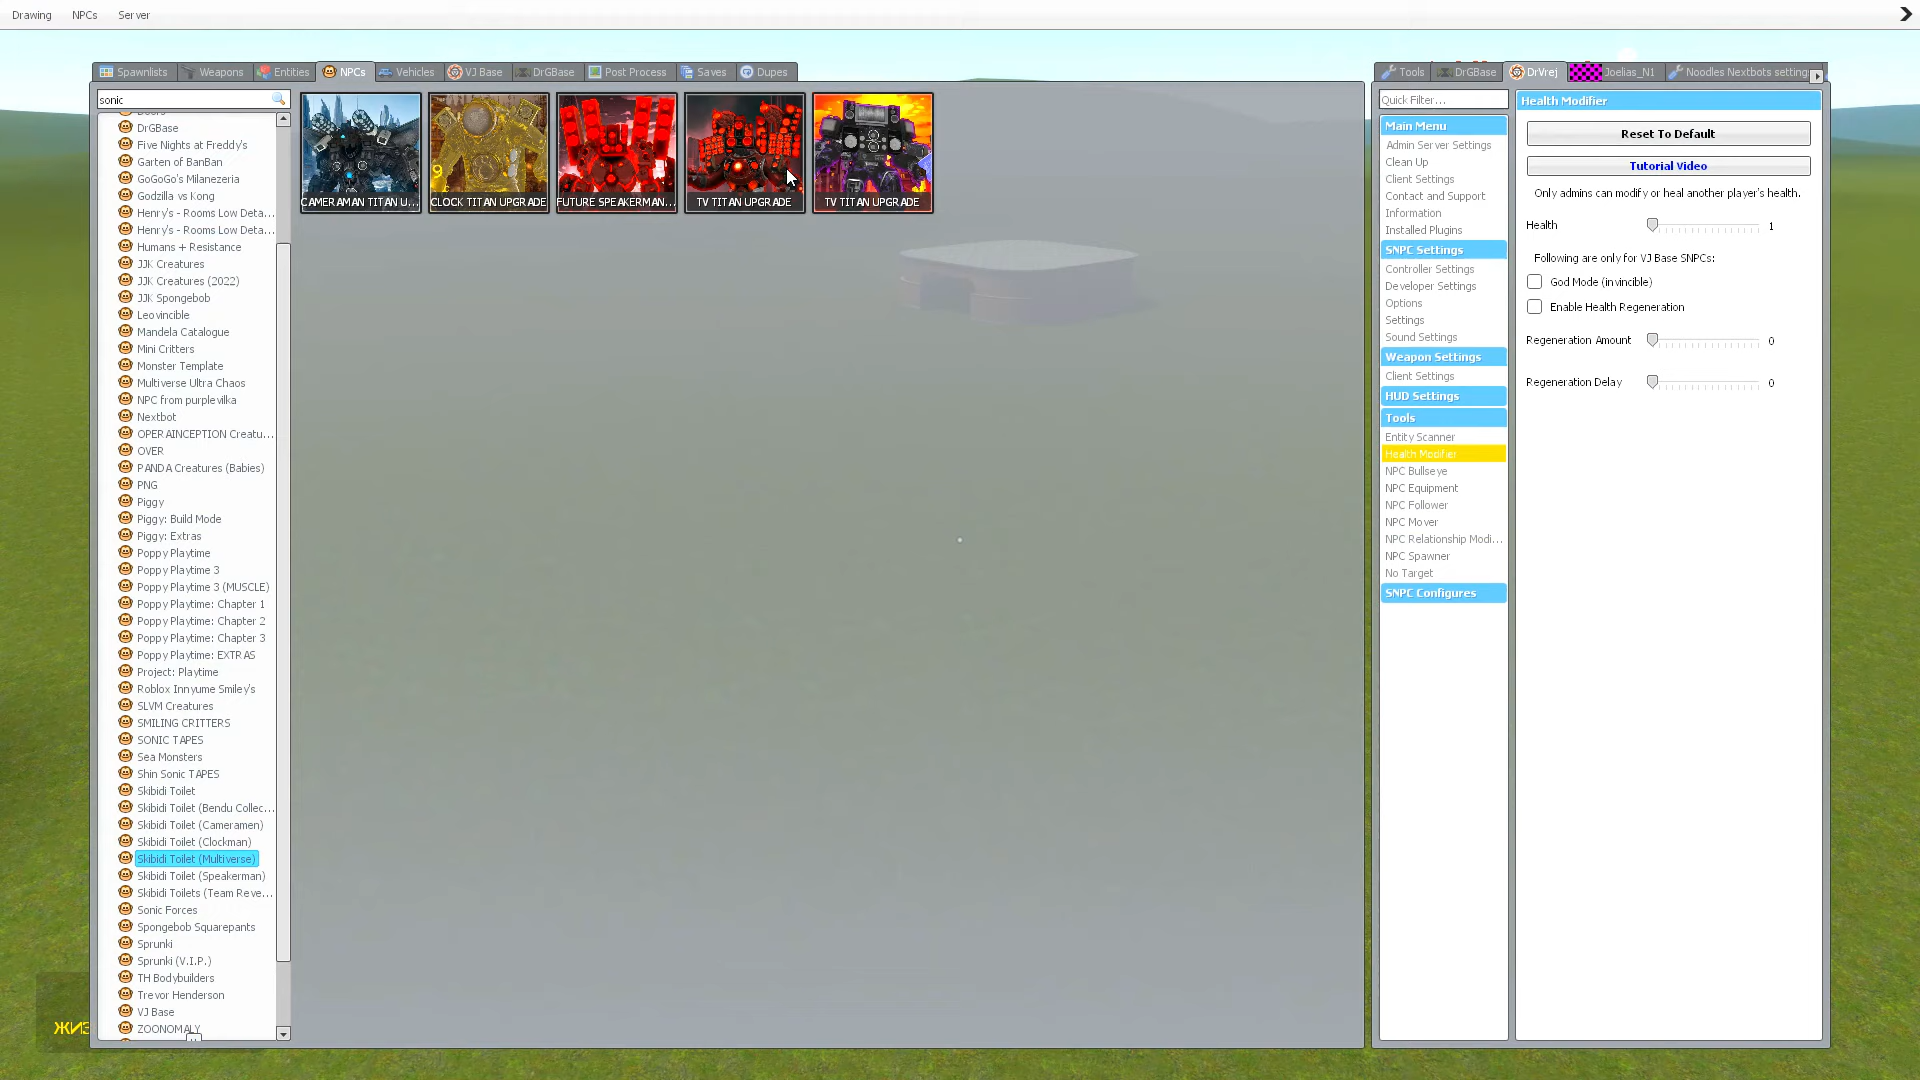 Drawing NPCs Server
Spawnlists Weapons Entities NPCs Vehicles VJ Base DrGBase Post Process Saves Dupes
sonic
DrGBase
Five Nights at Freddy's
Garten of BanBan
GoGoGo's Milanezeria
Godzilla vs Kong
Henry's - Rooms Low Deta...
Henry's - Rooms Low Deta...
Humans + Resistance
JJK Creatures
JJK Creatures (2022)
JJK Spongebob
Leovincible
Mandela Catalogue
Mini Critters
Monster Template
Multiverse Ultra Chaos
NPC from purplevilka
Nextbot
OPERAINCEPTION Creatu...
OVER
PANDA Creatures (Babies)
PNG
Piggy
Piggy: Build Mode
Piggy: Extras
Poppy Playtime
Poppy Playtime 3
Poppy Playtime 3 (MUSCLE)
Poppy Playtime: Chapter 1
Poppy Playtime: Chapter 2
Poppy Playtime: Chapter 3
Poppy Playtime: EXTRAS
Project: Playtime
Roblox Innyume Smiley's
SLVM Creatures
SMILING CRITTERS
SONIC TAPES
Sea Monsters
Shin Sonic TAPES
Skibidi Toilet
Skibidi Toilet (Bendu Collec...
Skibidi Toilet (Cameramen)
Skibidi Toilet (Clockman)
Skibidi Toilet (Multiverse)
Skibidi Toilet (Speakerman)
Skibidi Toilets (Team Reve...
Sonic Forces
Spongebob Squarepants
Sprunki
Sprunki (V.I.P.)
TH Bodybuilders
Trevor Henderson
VJ Base
ZOONOMALY
ЖИЗ
9
CAMERAMAN TITAN U... CLOCK TITAN UPGRADE FUTURE SPEAKERMAN... TV TITAN UPGRADE TV TITAN UPGRADE
Tools DrGBase DrVrej Joelias_N1 Noodles Nextbots setting
Quick Filter...
Main Menu
Admin Server Settings
Clean Up
Client Settings
Contact and Support
Information
Installed Plugins
SNPC Settings
Controller Settings
Developer Settings
Options
Settings
Sound Settings
Weapon Settings
Client Settings
HUD Settings
Tools
Entity Scanner
Health Modifier
NPC Bullseye
NPC Equipment
NPC Follower
NPC Mover
NPC Relationship Modi...
NPC Spawner
No Target
SNPC Configures
Health Modifier
Reset To Default
Tutorial Video
Only admins can modify or heal another player's health.
Health 1
Following are only for VJ Base SNPCs:
God Mode (invincible)
Enable Health Regeneration
Regeneration Amount 0
Regeneration Delay 0